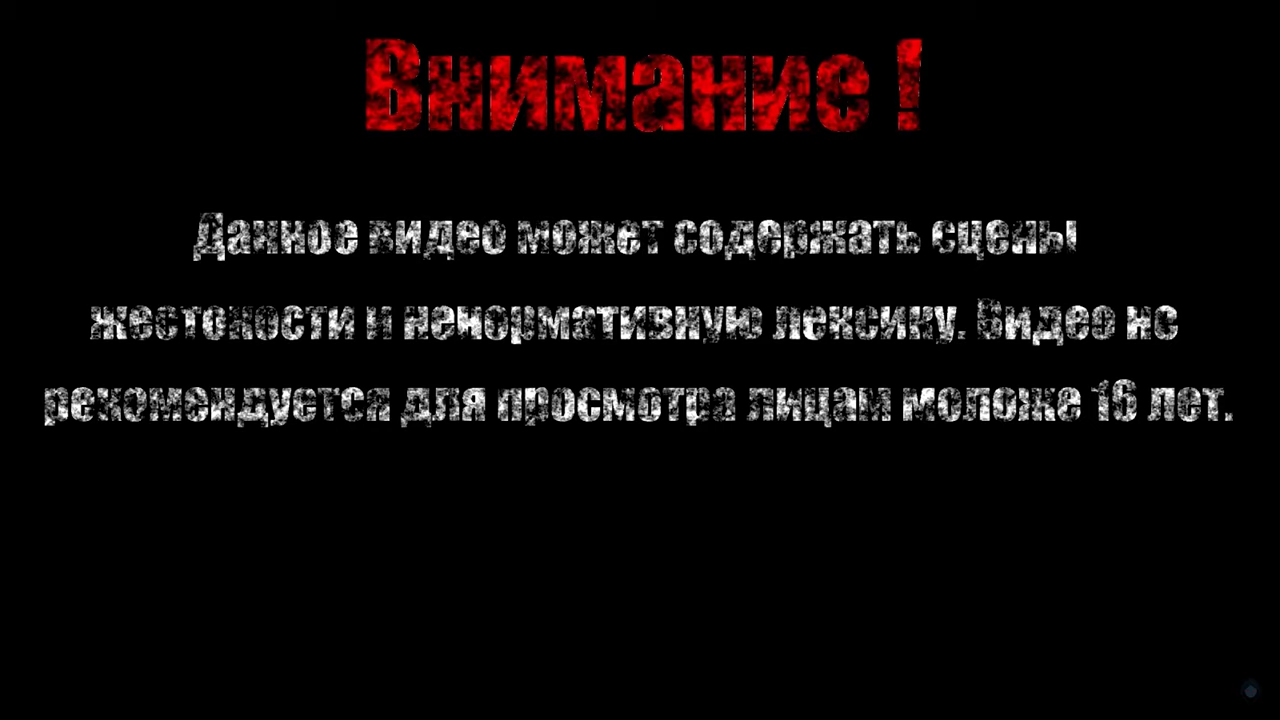 Внимание !
Данное видео может содержать сцены
жестокости и ненормативную лексику. Видео не
рекомендуется для просмотра лицам моложе 16 лет.